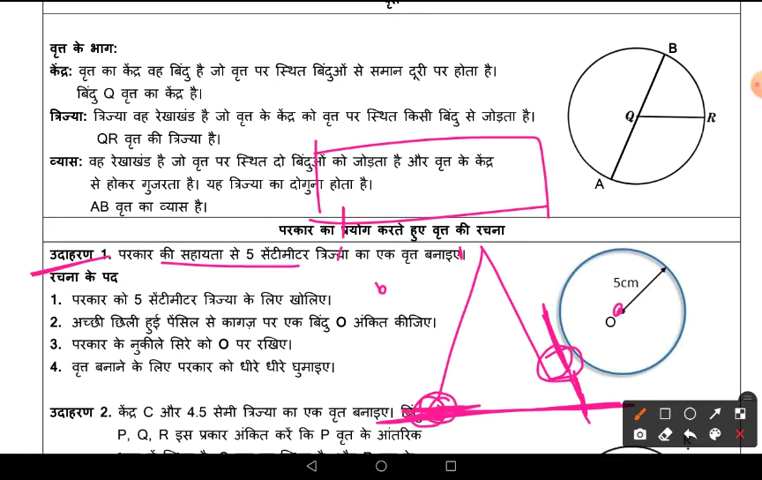 वृत्त के भाग:
केंद्र: वृत्त का केंद्र वह बिंदु है जो वृत्त पर स्थित बिंदुओं से समान दूरी पर होता है।
बिंदु Q वृत्त का केंद्र है।
त्रिज्या: त्रिज्या वह रेखाखंड है जो वृत्त के केंद्र को वृत्त पर स्थित किसी बिंदु से जोड़ता है।
QR वृत्त की त्रिज्या है।
व्यास: वह रेखाखंड है जो वृत्त पर स्थित दो बिंदुओं को जोड़ता है और वृत्त के केंद्र
से होकर गुजरता है। यह त्रिज्या का दोगुना होता है।
AB वृत्त का व्यास है।
B
Q
R
A
परकार का प्रयोग करते हुए वृत्त की रचना
उदाहरण 1. परकार की सहायता से 5 सेंटीमीटर त्रिज्या का एक वृत बनाइए।
रचना के पद
1. परकार को 5 सेंटीमीटर त्रिज्या के लिए खोलिए।
2. अच्छी छिली हुई पेंसिल से कागज़ पर एक बिंदु O अंकित कीजिए।
3. परकार के नुकीले सिरे को O पर रखिए।
4. वृत्त बनाने के लिए परकार को धीरे धीरे घुमाइए।
5cm
O
उदाहरण 2. केंद्र C और 4.5 सेमी त्रिज्या का एक वृत बनाइए।
P, Q, R इस प्रकार अंकित करें कि P वृत के आंतरिक